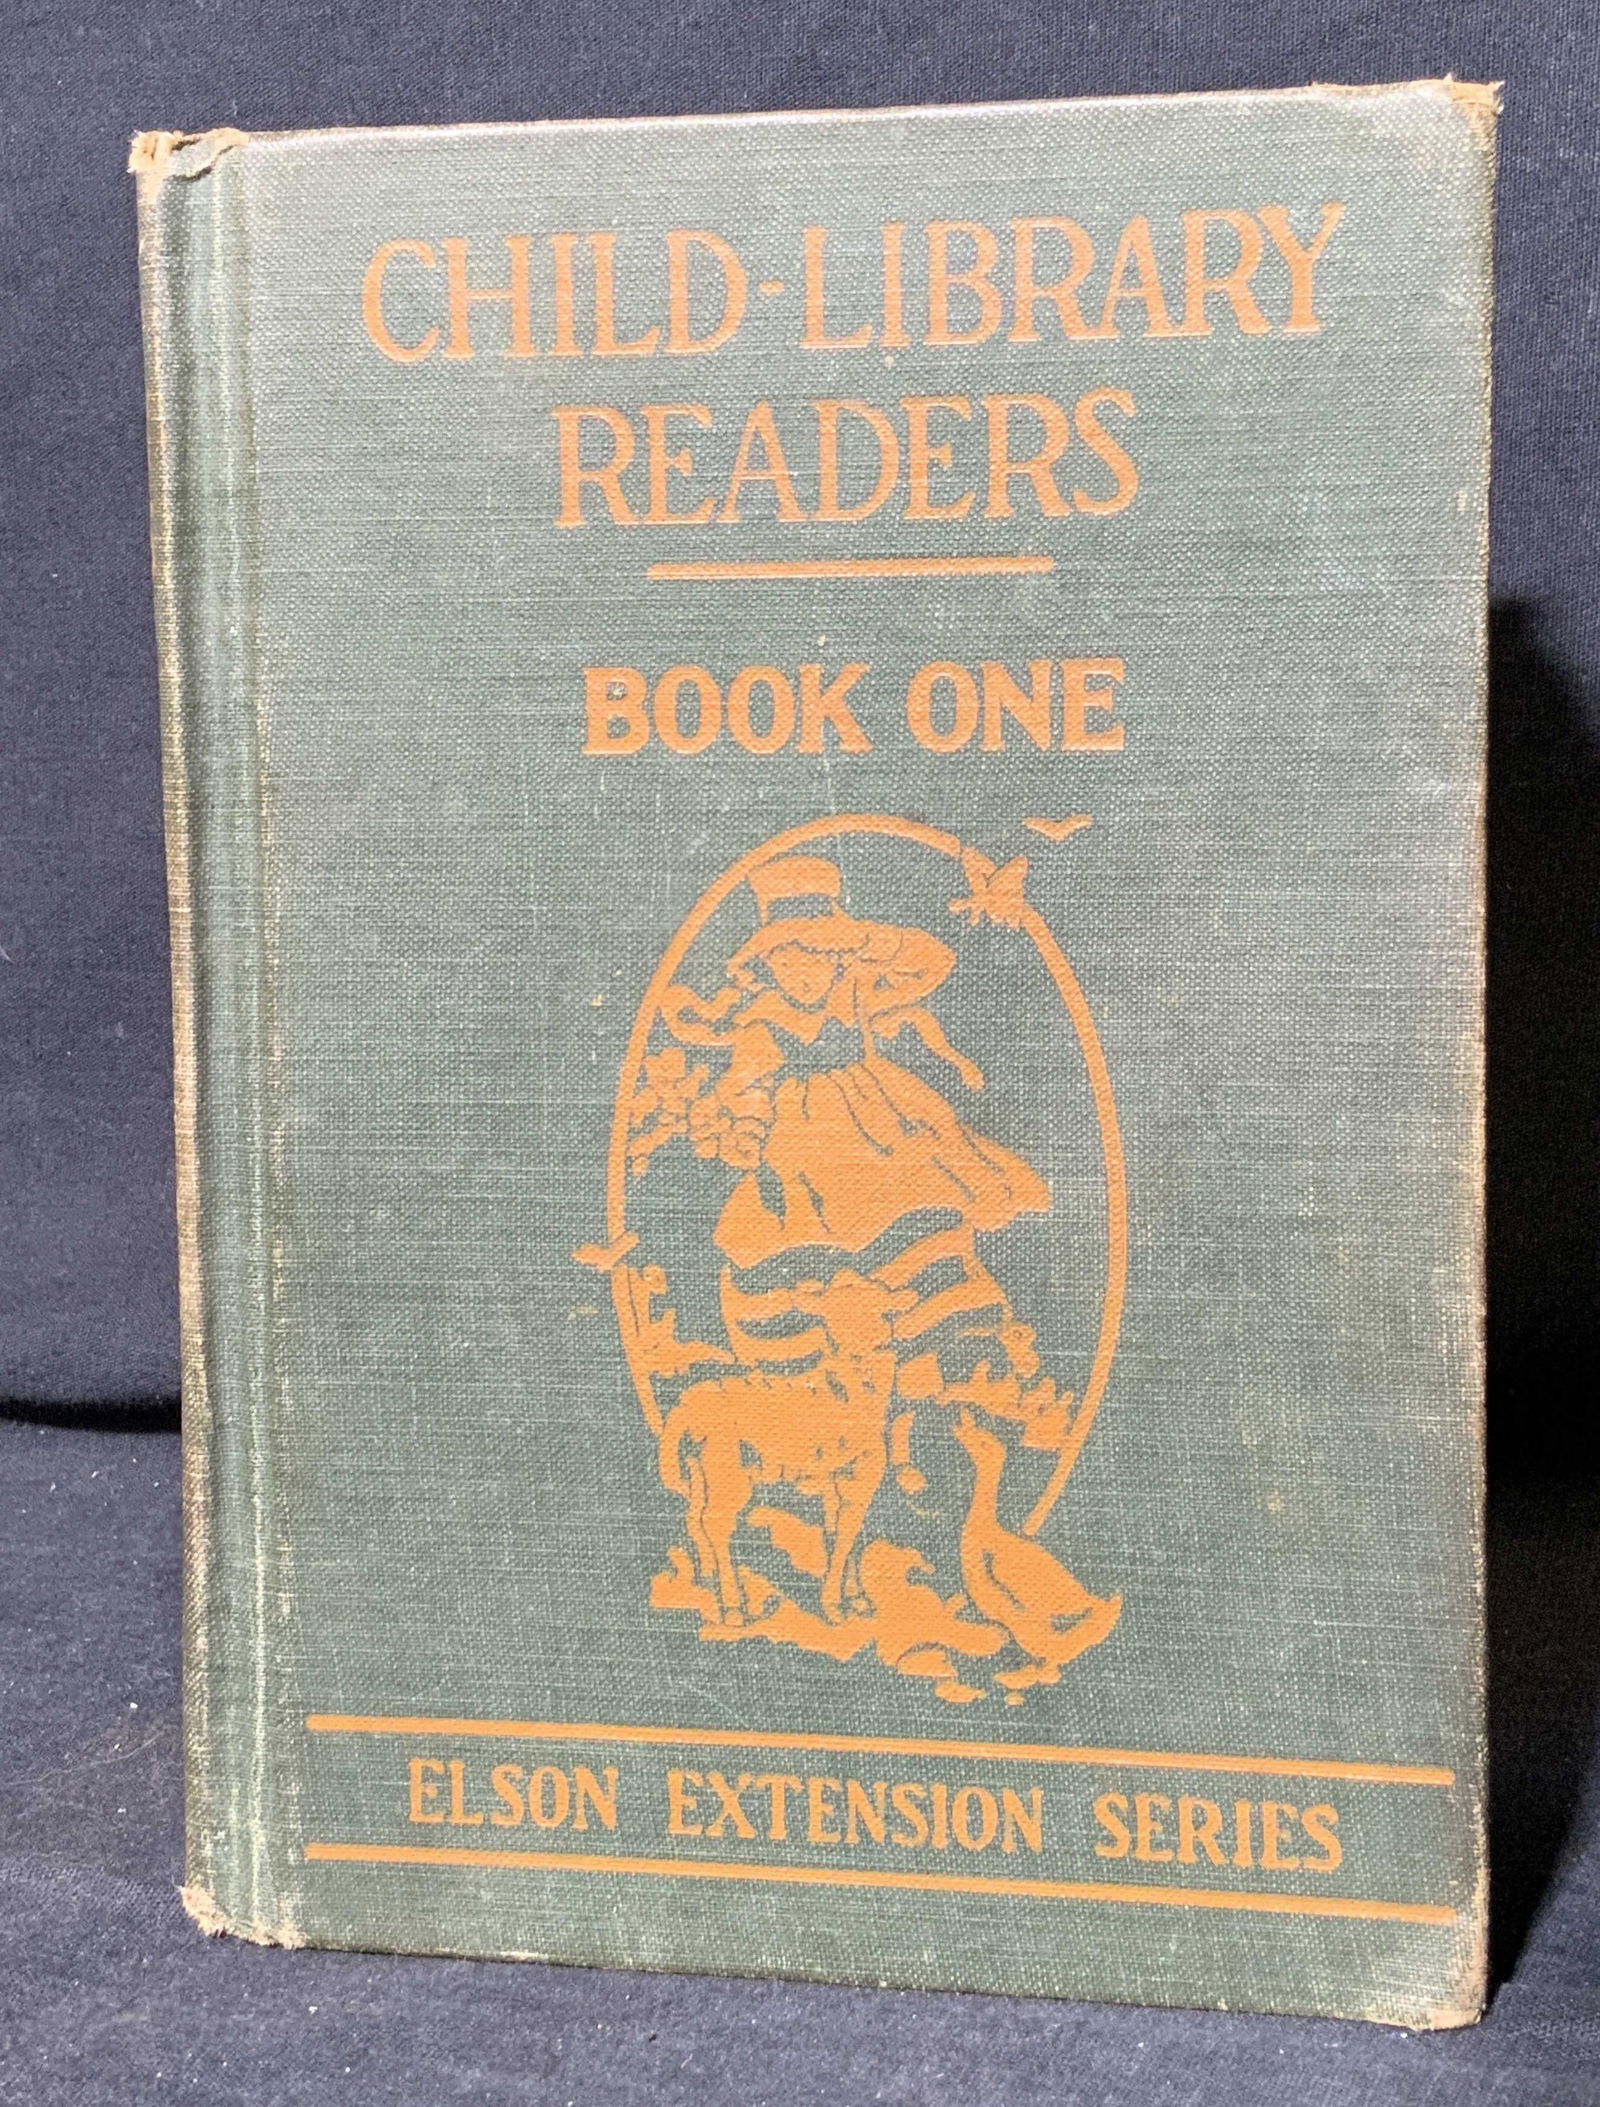 CHILD-LIBRARY
READERS
BOOK ONE
ELSON EXTENSION SERIES